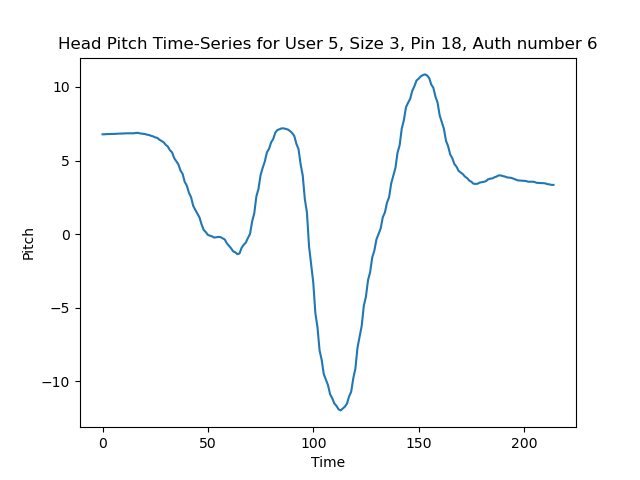 Head Pitch Time-Series for User 5, Size 3, Pin 18, Auth number 6
10
5
0
−5
−10
Pitch
0 50 100 150 200
Time